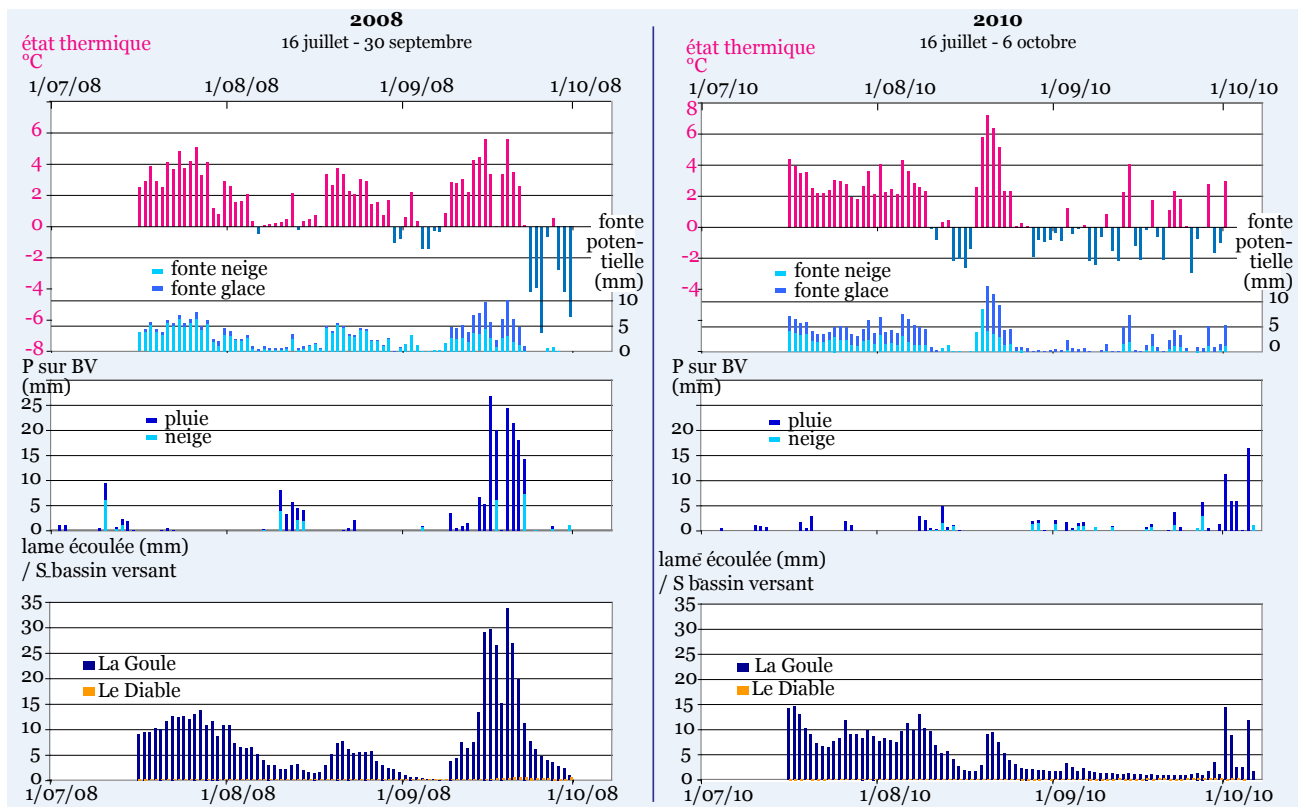 2008
16 juillet - 30 septembre
état thermique
°C
1/07/08 1/08/08 1/09/08 1/10/08
6
4
2
0
-2
-4
-6
-8
fonte
poten-
tielle
(mm)
10
5
0
fonte neige
fonte glace
P sur BV
(mm)
25
20
15
10
5
0
pluie
neige
lame écoulée (mm)
/ S bassin versant
35
30
25
20
15
10
5
0
La Goule
Le Diable
1/07/08 1/08/08 1/09/08 1/10/08
2010
16 juillet - 6 octobre
état thermique
°C
1/07/10 1/08/10 1/09/10 1/10/10
8
6
4
2
0
-2
-4
fonte
poten-
tielle
(mm)
10
5
0
fonte neige
fonte glace
P sur BV
(mm)
20
15
10
5
0
pluie
neige
lame écoulée (mm)
/ S bassin versant
35
30
25
20
15
10
5
0
La Goule
Le Diable
1/07/10 1/08/10 1/09/10 1/10/10